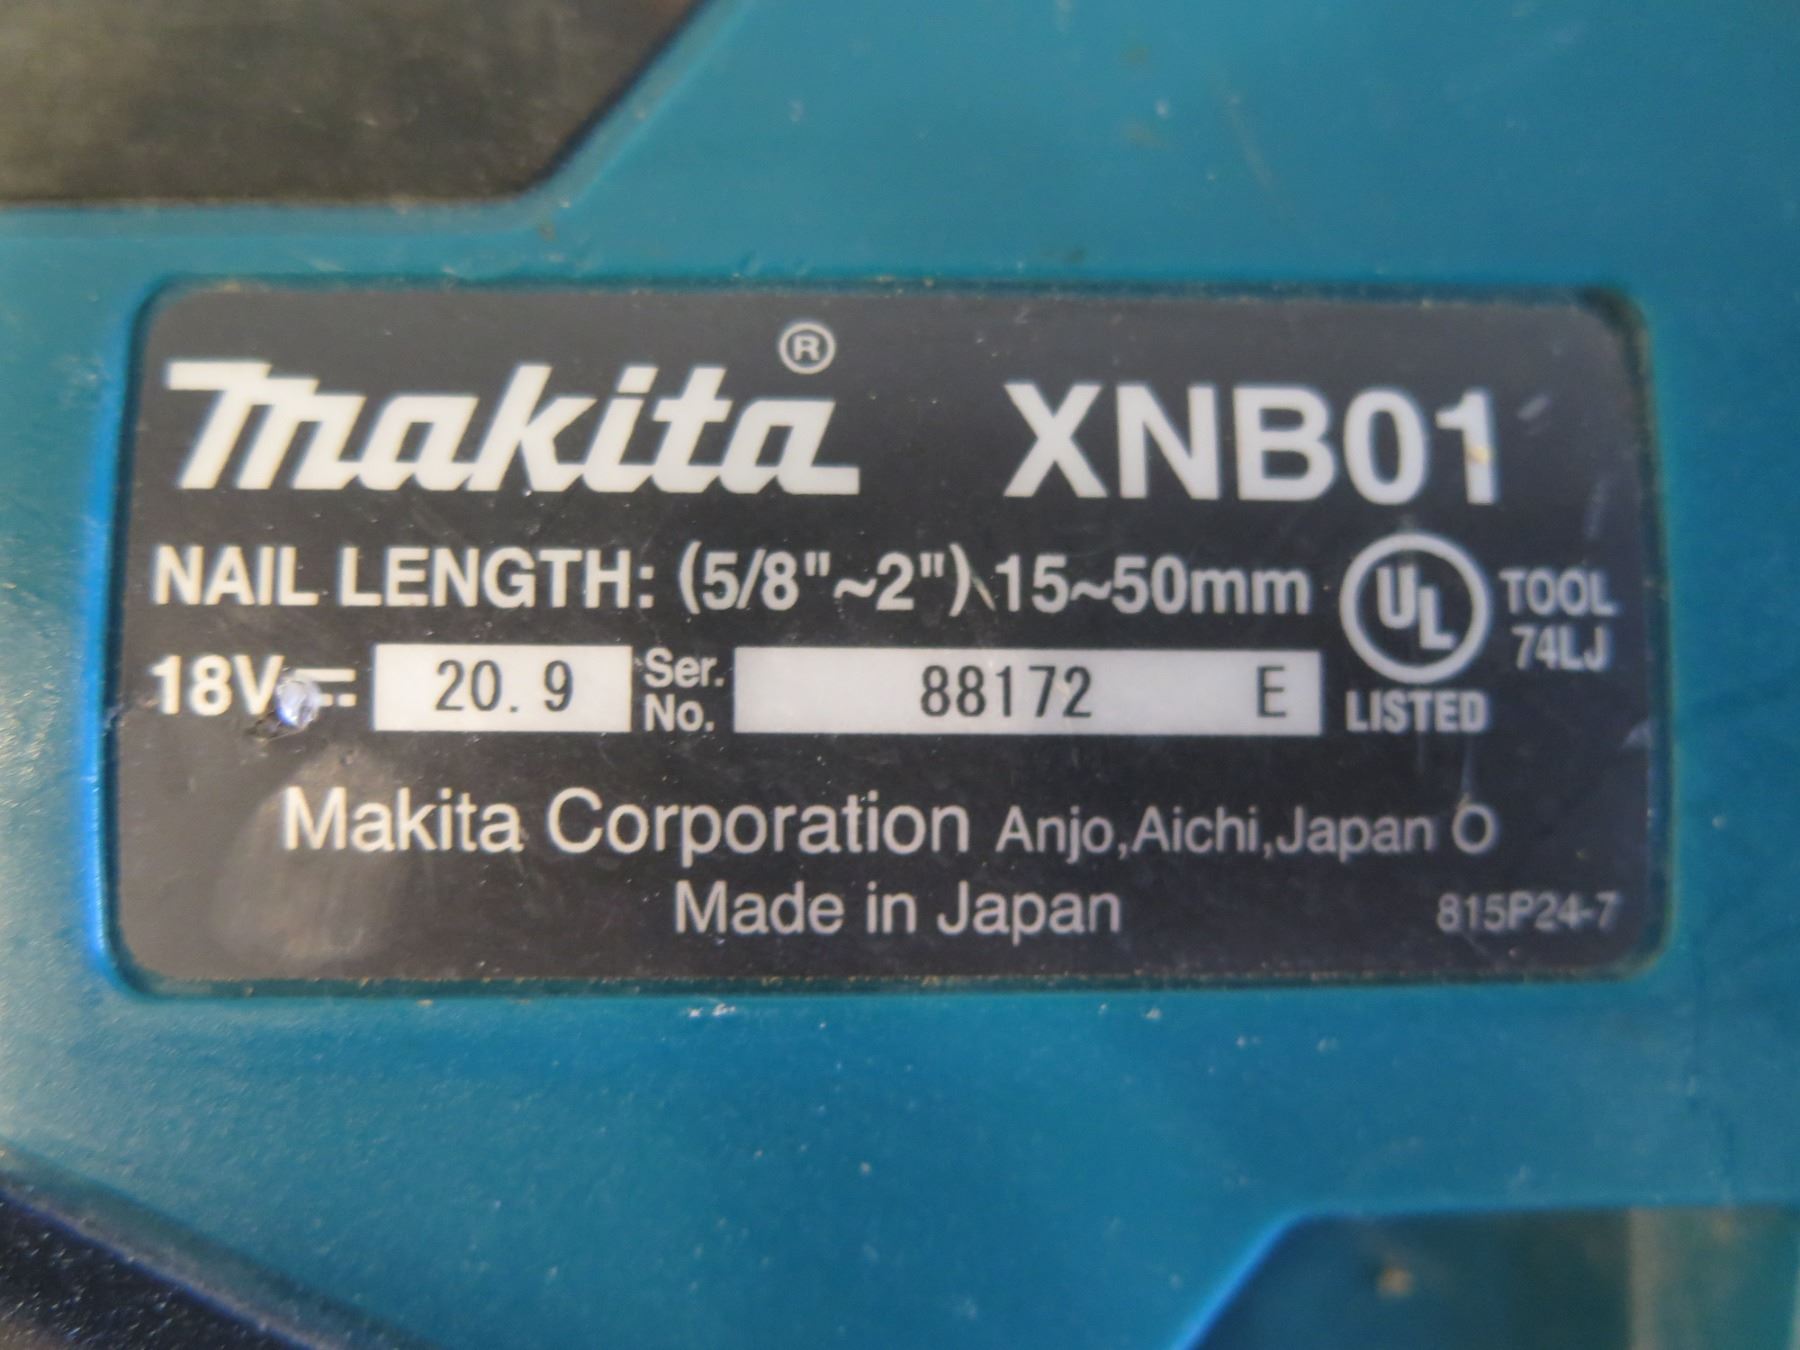 makita® XNB01
NAIL LENGTH: (5/8"~2") 15~50mm
UL TOOL 74LJ LISTED
18V⎓ 20. 9 Ser. No. 88172 E
Makita Corporation Anjo,Aichi,Japan O
Made in Japan 815P24-7